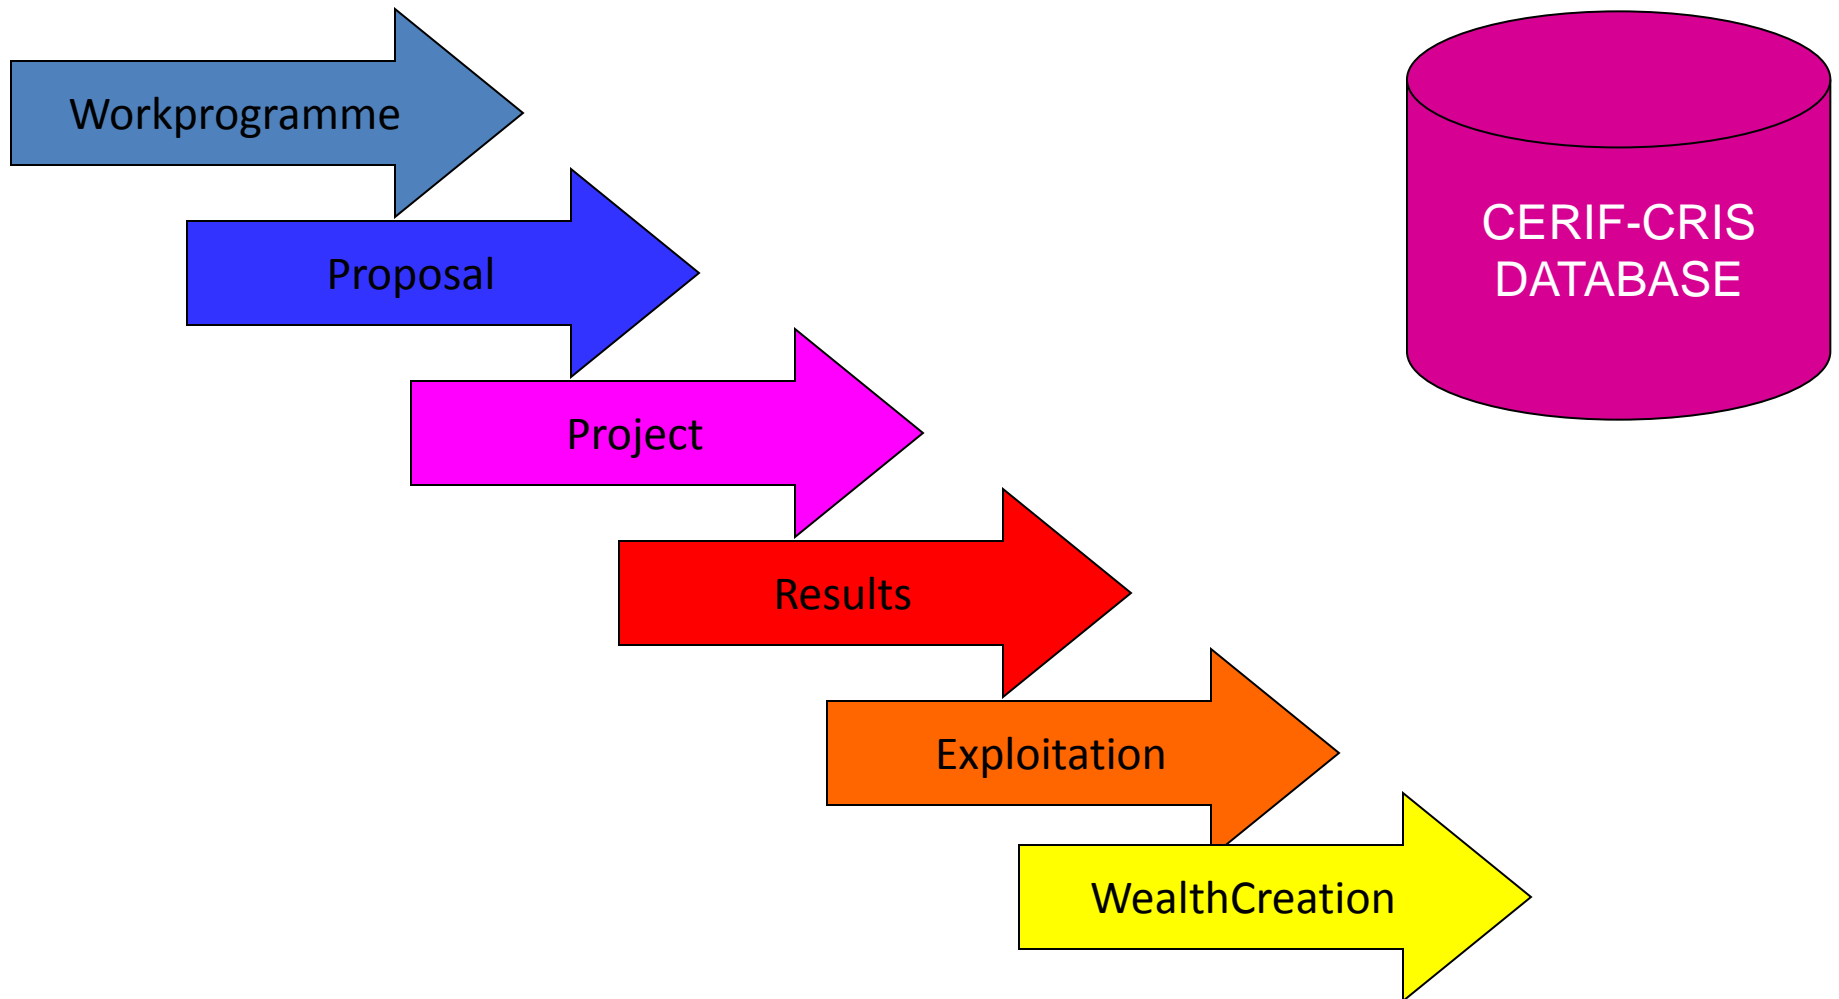 Workprogramme
Proposal
Project
Results
Exploitation
WealthCreation
CERIF-CRIS
DATABASE